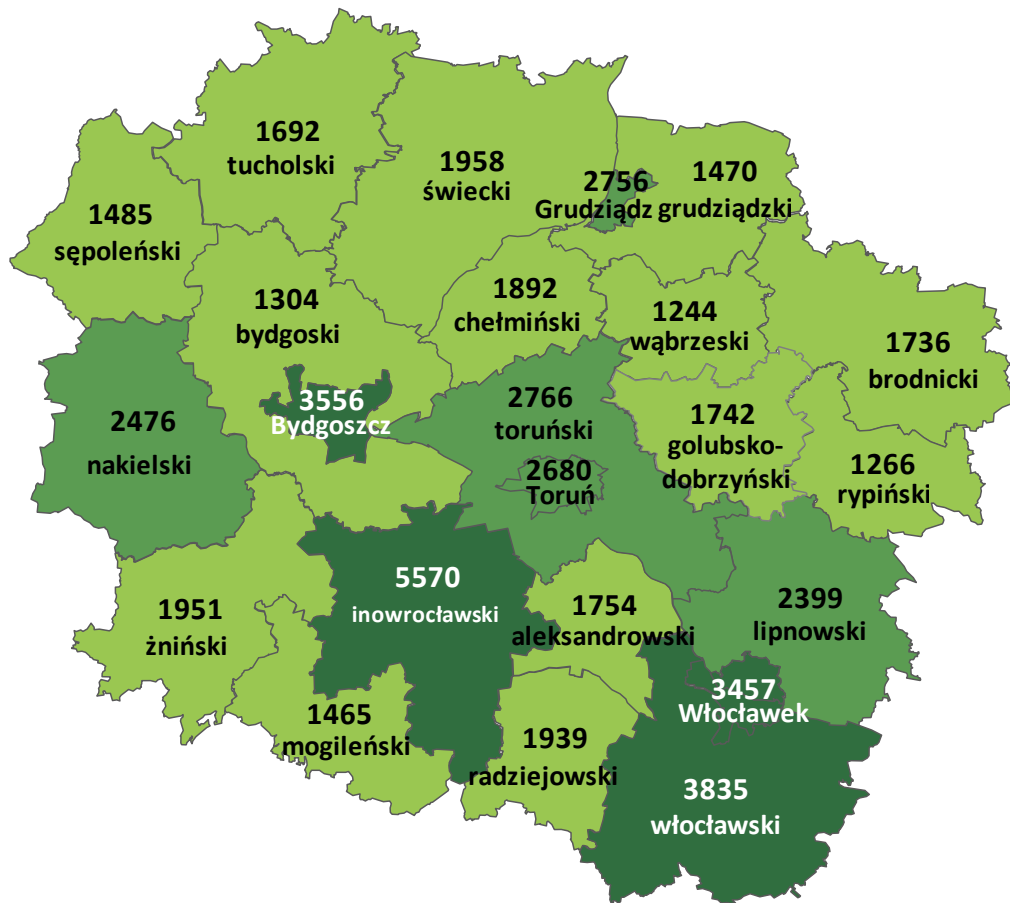 1692
tucholski
1958
świecki
2756
Grudziądz
1470
grudziądzki
1485
sępoleński
1304
bydgoski
1892
chełmiński
1244
wąbrzeski
1736
brodnicki
2476
nakielski
3556
Bydgoszcz
2766
toruński
1742
golubsko-
dobrzyński
2680
Toruń
1266
rypiński
5570
inowrocławski
1951
żniński
1754
aleksandrowski
2399
lipnowski
3457
Włocławek
1465
mogileński
1939
radziejowski
3835
włocławski